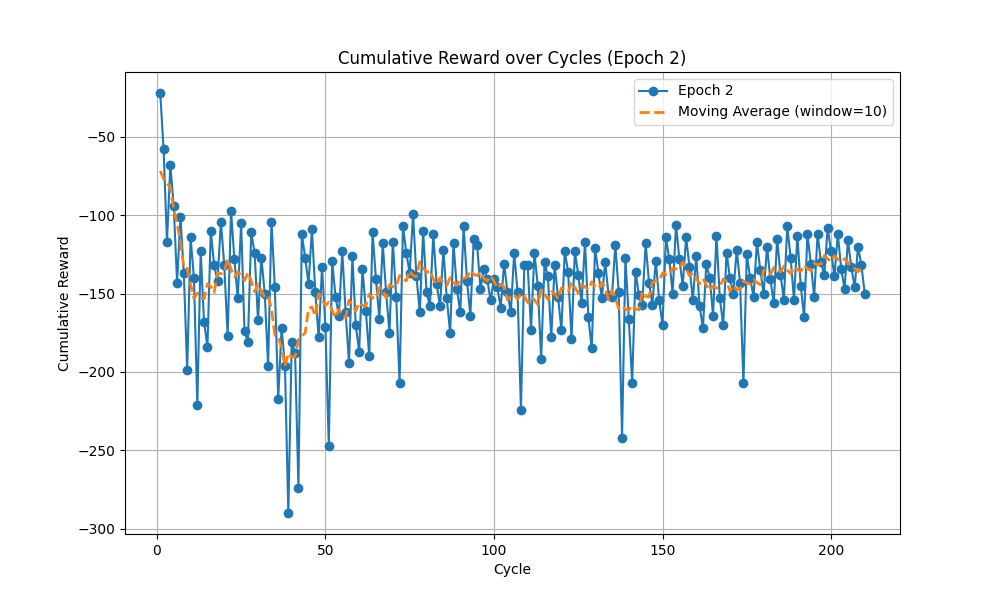 Cumulative Reward over Cycles (Epoch 2)
Epoch 2
Moving Average (window=10)
−50
−100
−150
−200
−250
−300
Cumulative Reward
0
50
100
150
200
Cycle